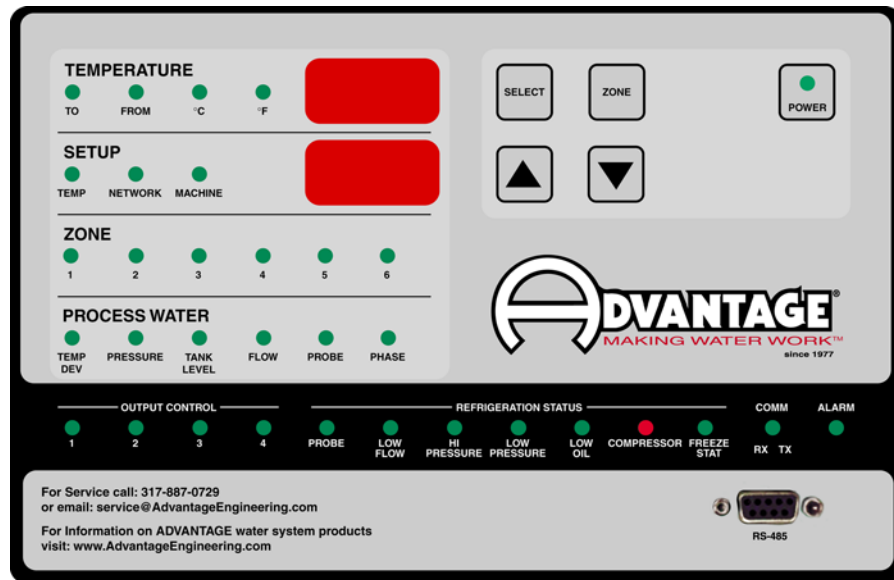 TEMPERATURE
TO FROM °C °F
SETUP
TEMP NETWORK MACHINE
ZONE
1 2 3 4 5 6
PROCESS WATER
TEMP DEV PRESSURE TANK LEVEL FLOW PROBE PHASE
SELECT ZONE POWER
ADVANTAGE®
MAKING WATER WORK™
since 1977
OUTPUT CONTROL
1 2 3 4
REFRIGERATION STATUS
PROBE LOW FLOW HI PRESSURE LOW PRESSURE LOW OIL COMPRESSOR FREEZE STAT
COMM
RX TX
ALARM
For Service call: 317-887-0729
or email: service@AdvantageEngineering.com
For Information on ADVANTAGE water system products
visit: www.AdvantageEngineering.com
RS-485